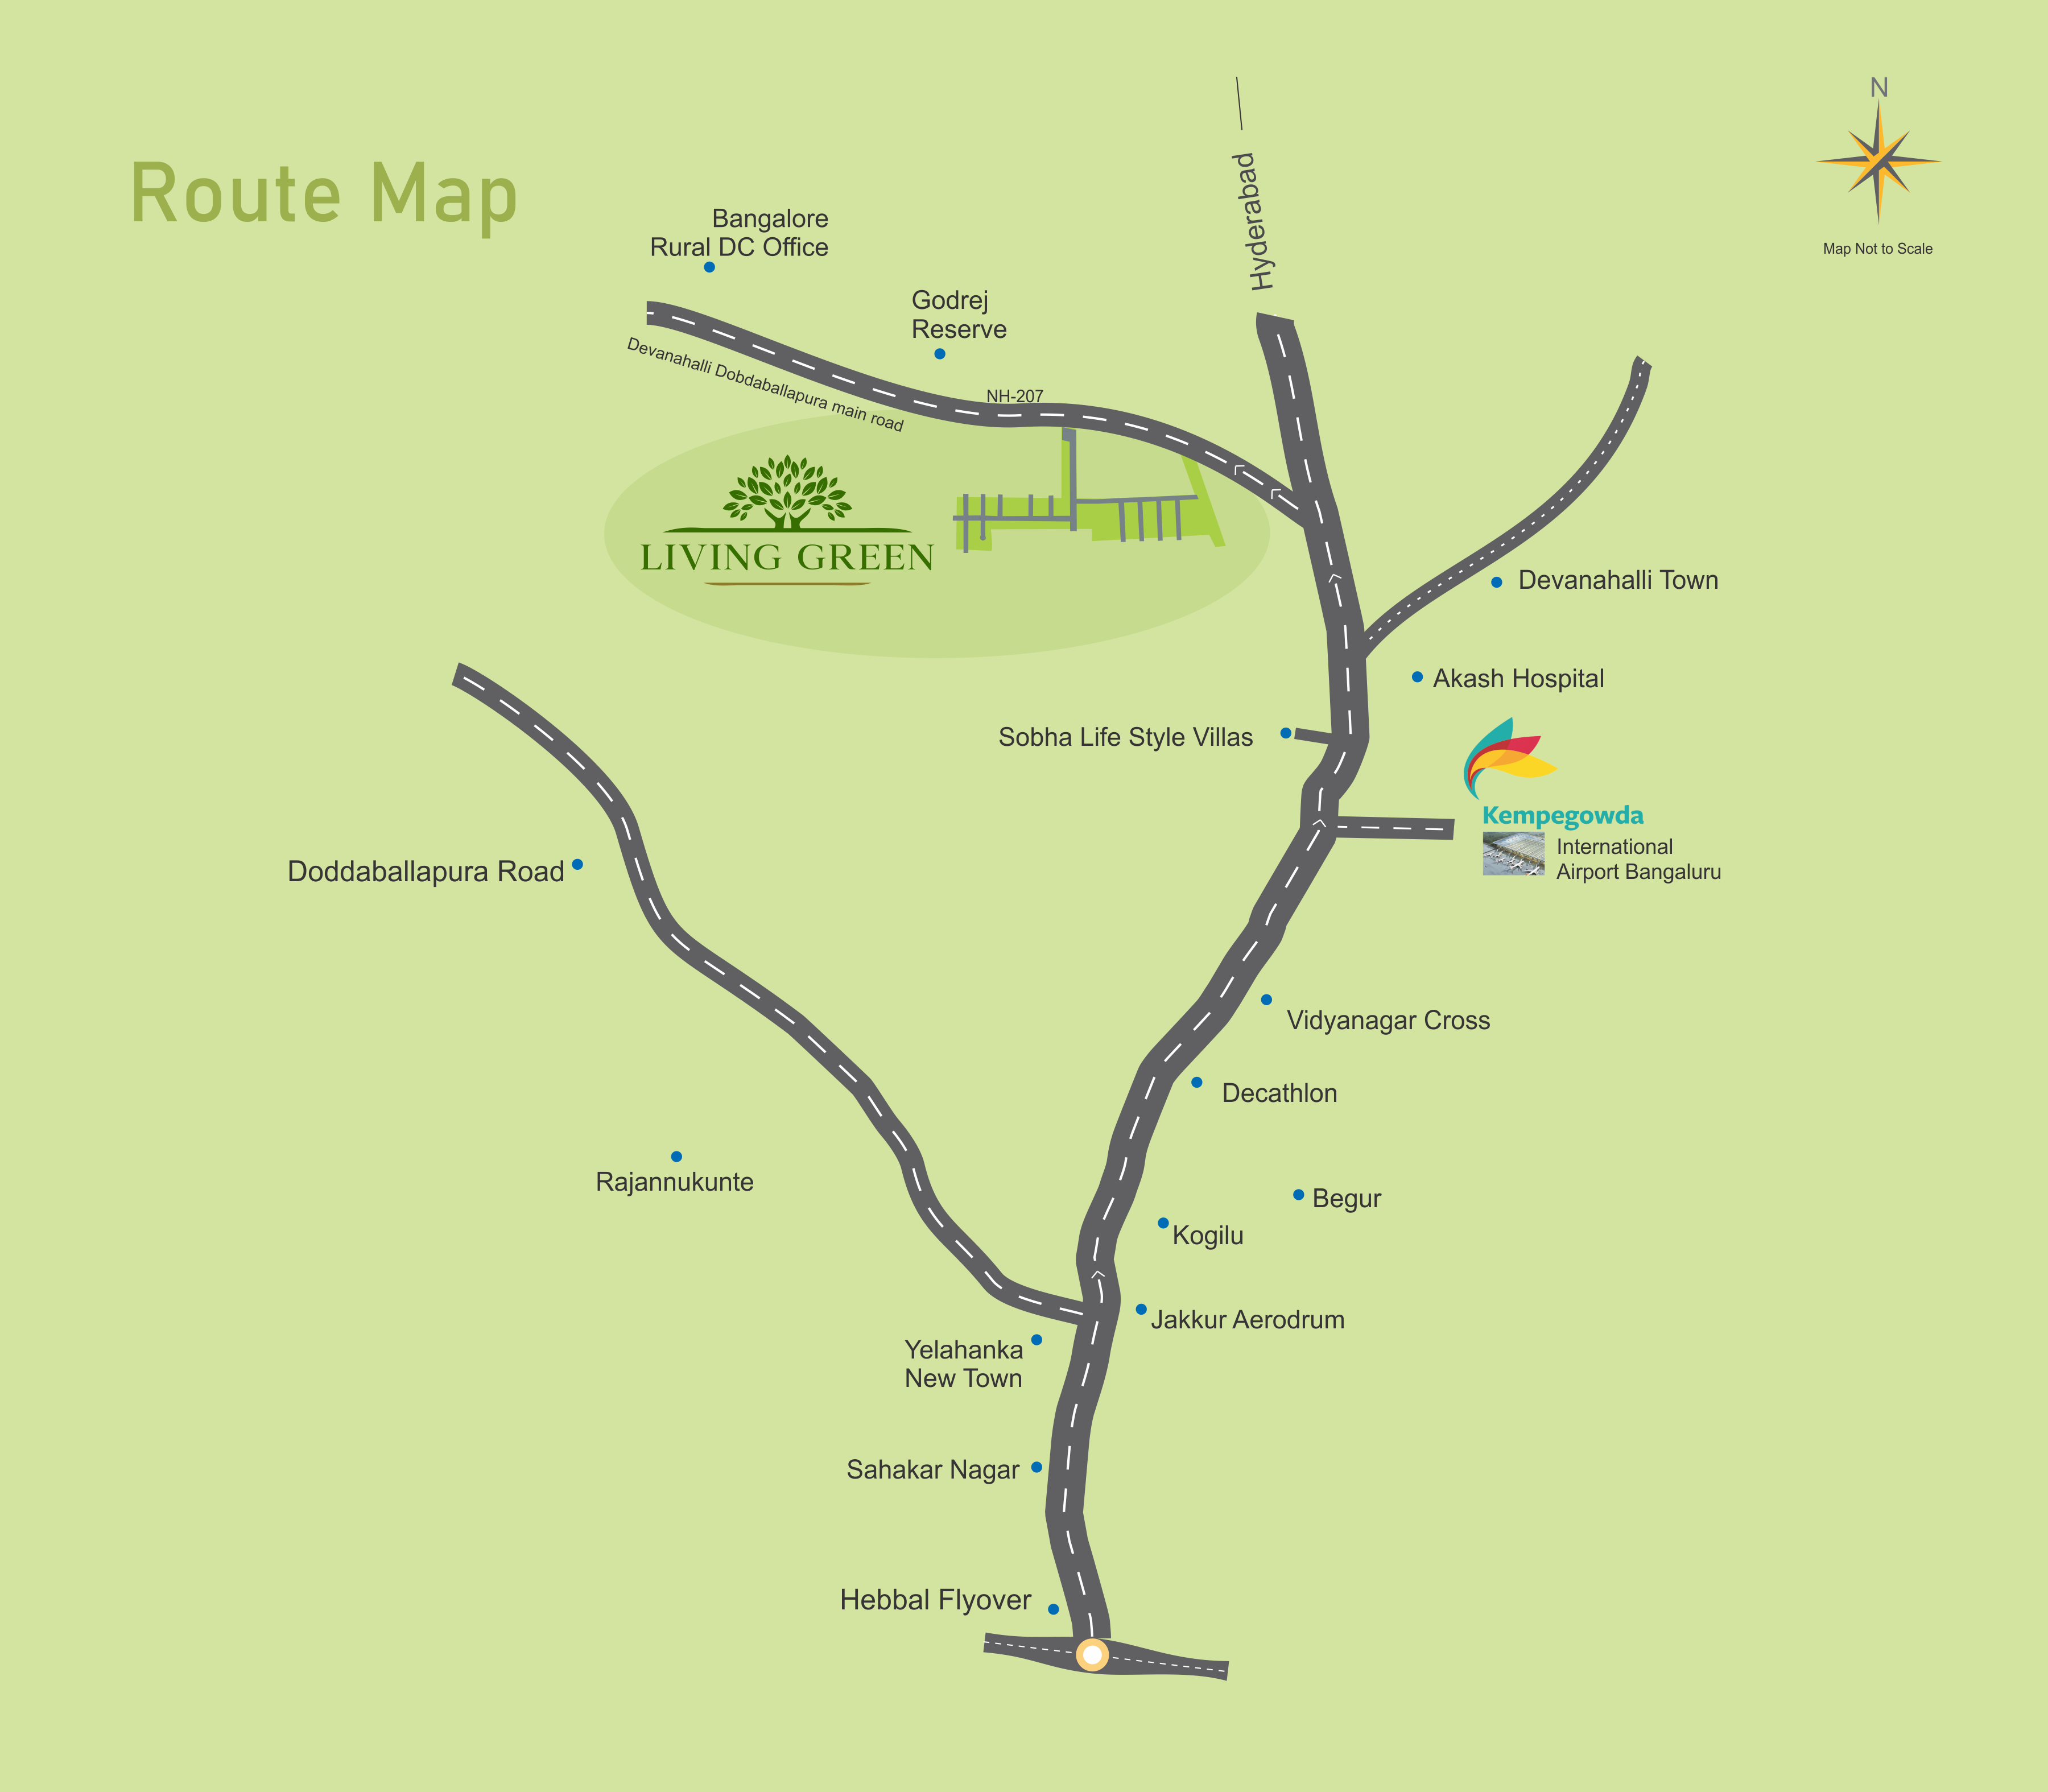 Route Map
N
Map Not to Scale
Hyderabad
Bangalore
Rural DC Office
Godrej
Reserve
NH-207
Devanahalli Dobdaballapura main road
LIVING GREEN
Devanahalli Town
Akash Hospital
Sobha Life Style Villas
Kempegowda
International
Airport Bangaluru
Doddaballapura Road
Vidyanagar Cross
Decathlon
Rajannukunte
Begur
Kogilu
Jakkur Aerodrum
Yelahanka
New Town
Sahakar Nagar
Hebbal Flyover